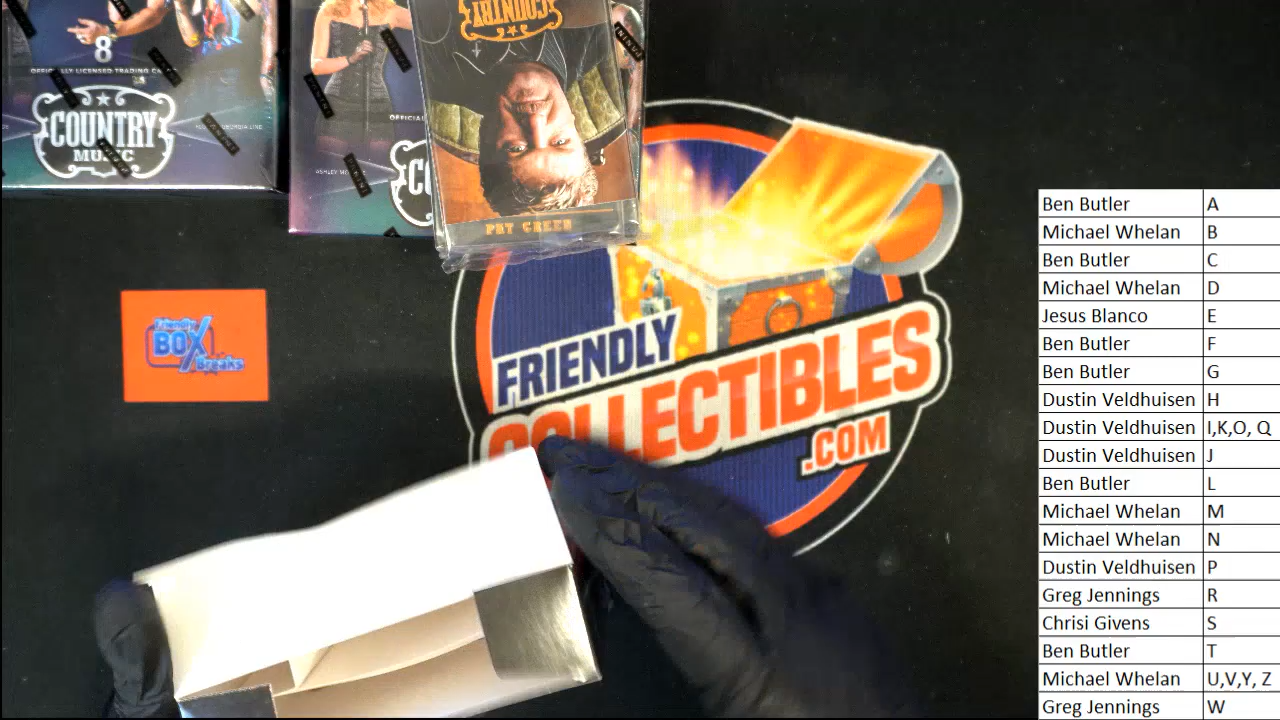 8
OFFICIALLY LICENSED TRADING CARDS
COUNTRY
MUSIC
COUNTRY
PAT GREEN
PANINI
Friendly
BOX
Breaks
FRIENDLY
COLLECTIBLES
.COM
Ben Butler A
Michael Whelan B
Ben Butler C
Michael Whelan D
Jesus Blanco E
Ben Butler F
Ben Butler G
Dustin Veldhuisen H
Dustin Veldhuisen I,K,O, Q
Dustin Veldhuisen J
Ben Butler L
Michael Whelan M
Michael Whelan N
Dustin Veldhuisen P
Greg Jennings R
Chrisi Givens S
Ben Butler T
Michael Whelan U,V,Y, Z
Greg Jennings W